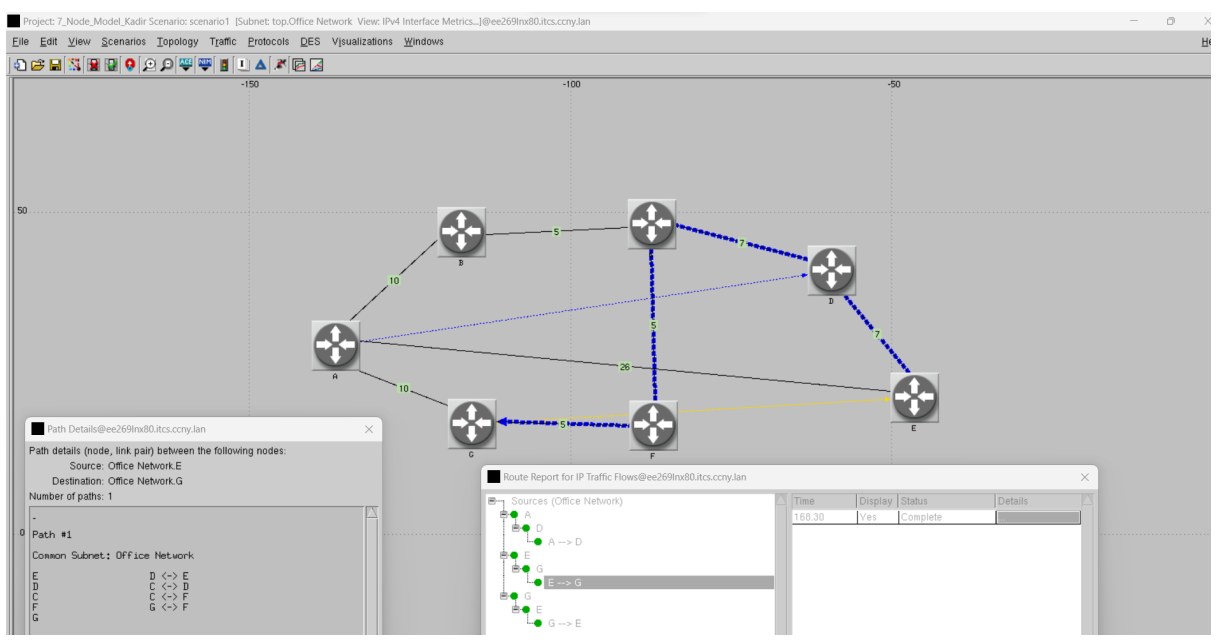 Project: 7_Node_Model_Kadir Scenario: scenario1 [Subnet: top.Office Network View: IPv4 Interface Metrics...]@ee269lnx80.itcs.ccny.lan
File Edit View Scenarios Topology Traffic Protocols DES Visualizations Windows
ACE
-150 -100 -50
50
B
5
7
D
10
5
7
A
26
10
E
5
G
F
.0
Path Details@ee269lnx80.itcs.ccny.lan
Path details (node, link pair) between the following nodes:
Source: Office Network.E
Destination: Office Network.G
Number of paths: 1
-
Path #1
Common Subnet: Office Network
E D <-> E
D C <-> D
C C <-> F
F G <-> F
G
Route Report for IP Traffic Flows@ee269lnx80.itcs.ccny.lan
Sources (Office Network)
A
D
A --> D
E
G
E --> G
G
E
G --> E
Time Display Status Details
168.30 Yes Complete